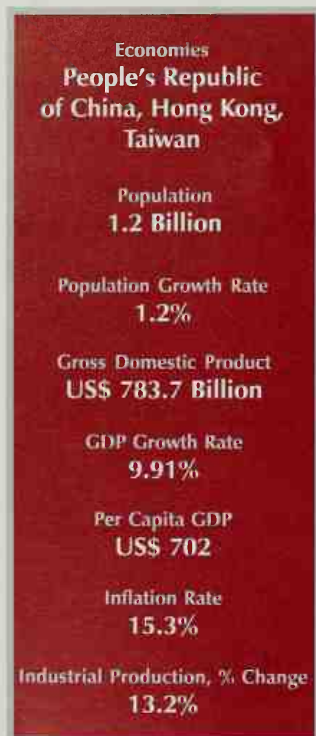 Economies
People's Republic
of China, Hong Kong,
Taiwan
Population
1.2 Billion
Population Growth Rate
1.2%
Gross Domestic Product
US$ 783.7 Billion
GDP Growth Rate
9.91%
Per Capita GDP
US$ 702
Inflation Rate
15.3%
Industrial Production, % Change
13.2%